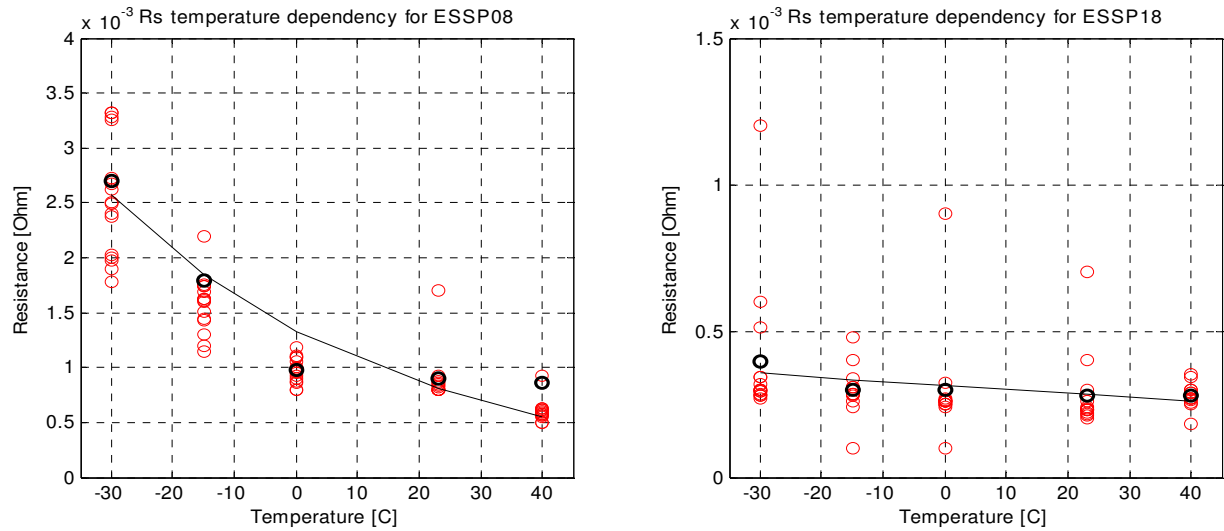 x 10⁻³ Rs temperature dependency for ESSP08
4
3.5
3
2.5
2
1.5
1
0.5
0
Resistance [Ohm]
-30 -20 -10 0 10 20 30 40
Temperature [C]
x 10⁻³ Rs temperature dependency for ESSP18
1.5
1
0.5
0
Resistance [Ohm]
-30 -20 -10 0 10 20 30 40
Temperature [C]